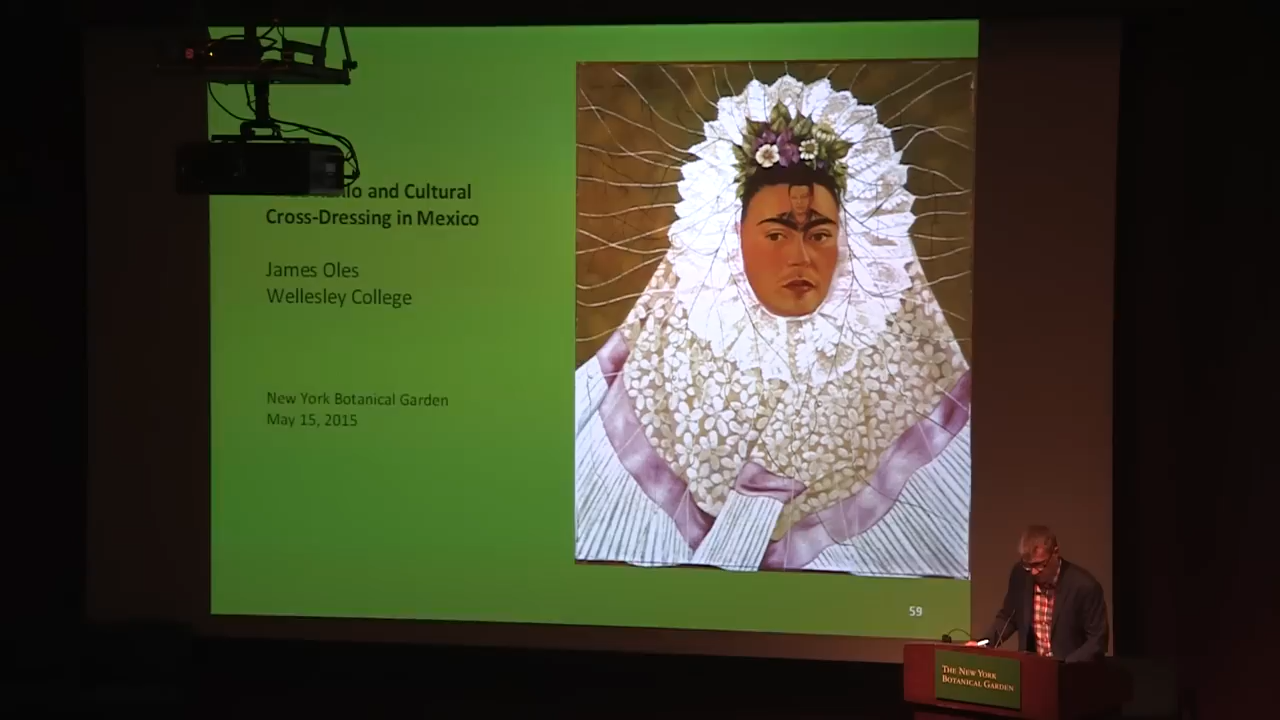 and Cultural
Cross-Dressing in Mexico
James Oles
Wellesley College
New York Botanical Garden
May 15, 2015
59
THE NEW YORK
BOTANICAL GARDEN